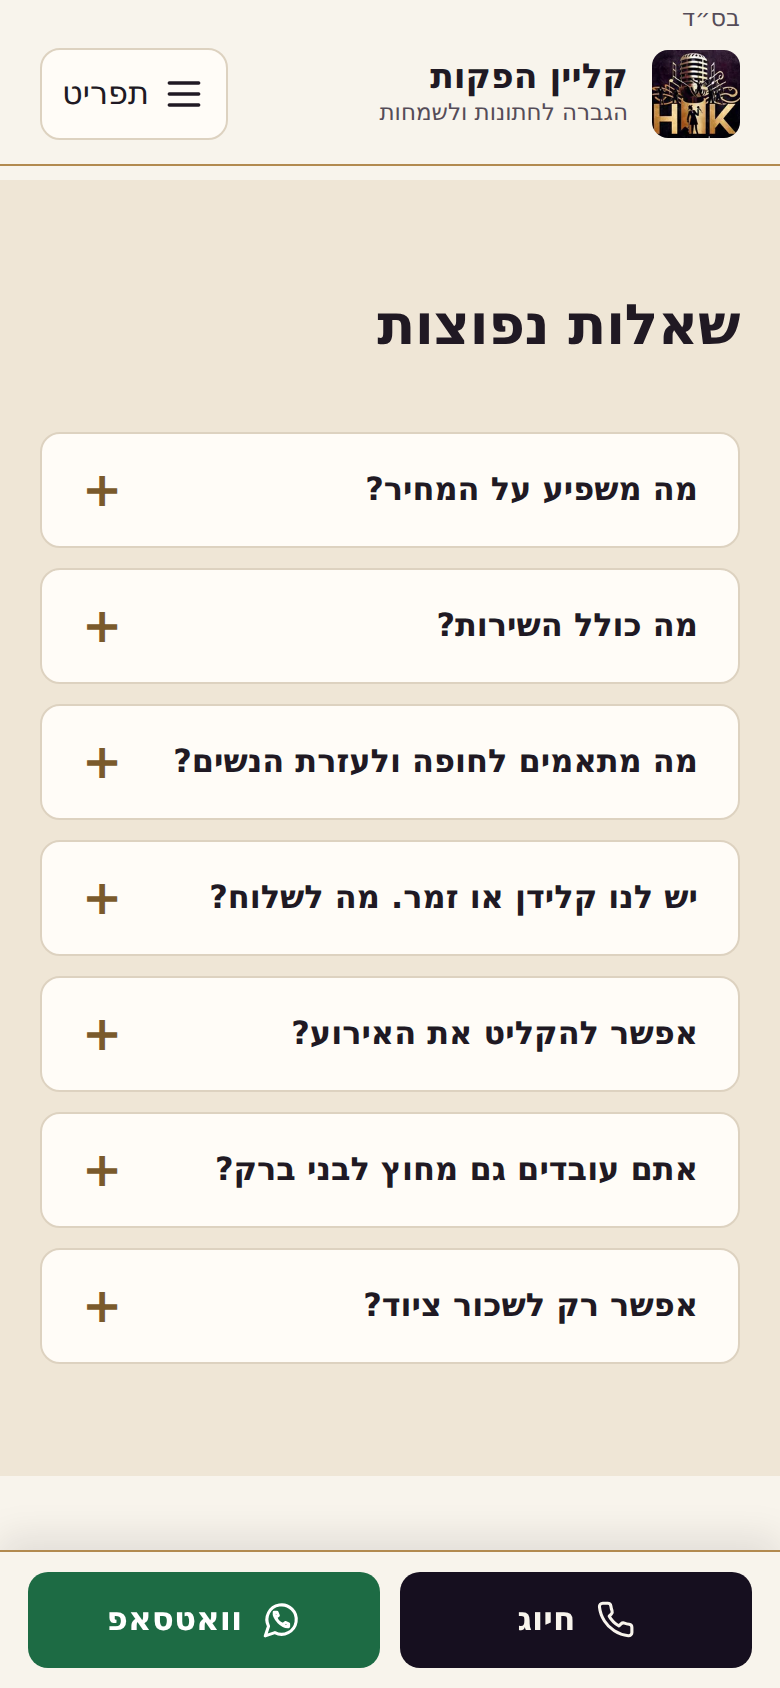 בס״ד
קליין הפקות
הגברה לחתונות ולשמחות
תפריט
שאלות נפוצות
מה משפיע על המחיר?
מה כולל השירות?
מה מתאמים לחופה ולעזרת הנשים?
יש לנו קלידן או זמר. מה לשלוח?
אפשר להקליט את האירוע?
אתם עובדים גם מחוץ לבני ברק?
אפשר רק לשכור ציוד?
חיוג
וואטסאפ